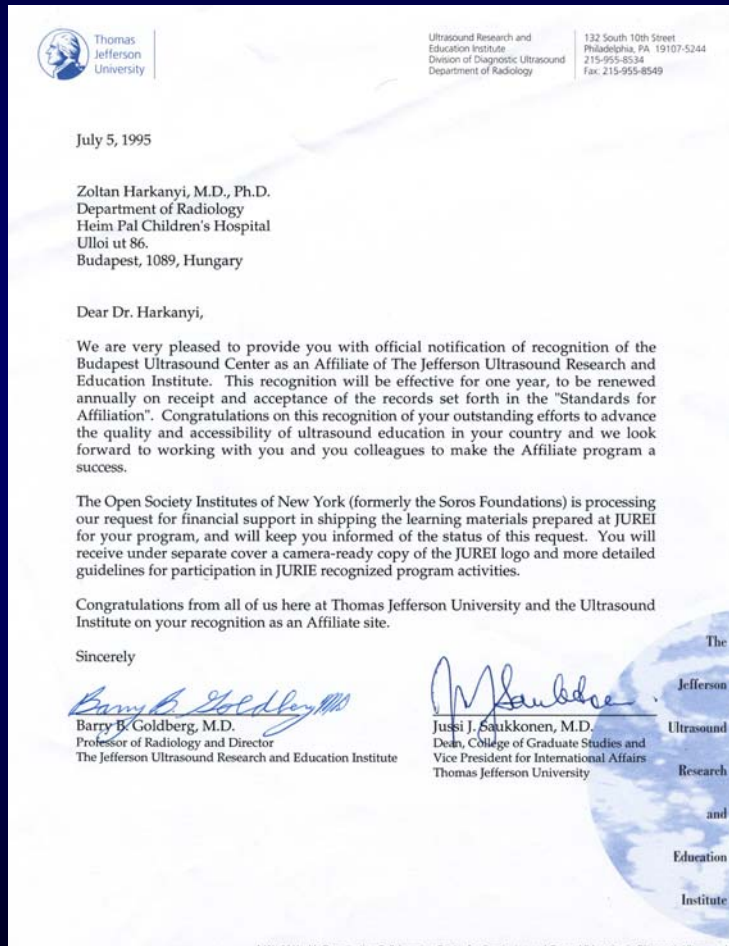 Thomas
Jefferson
University
Ultrasound Research and
Education Institute
Division of Diagnostic Ultrasound
Department of Radiology
132 South 10th Street
Philadelphia, PA 19107-5244
215-955-8534
Fax: 215-955-8549
July 5, 1995
Zoltan Harkanyi, M.D., Ph.D.
Department of Radiology
Heim Pal Children's Hospital
Ulloi ut 86.
Budapest, 1089, Hungary
Dear Dr. Harkanyi,
We are very pleased to provide you with official notification of recognition of the
Budapest Ultrasound Center as an Affiliate of The Jefferson Ultrasound Research and
Education Institute. This recognition will be effective for one year, to be renewed
annually on receipt and acceptance of the records set forth in the "Standards for
Affiliation". Congratulations on this recognition of your outstanding efforts to advance
the quality and accessibility of ultrasound education in your country and we look
forward to working with you and you colleagues to make the Affiliate program a
success.
The Open Society Institutes of New York (formerly the Soros Foundations) is processing
our request for financial support in shipping the learning materials prepared at JUREI
for your program, and will keep you informed of the status of this request. You will
receive under separate cover a camera-ready copy of the JUREI logo and more detailed
guidelines for participation in JURIE recognized program activities.
Congratulations from all of us here at Thomas Jefferson University and the Ultrasound
Institute on your recognition as an Affiliate site.
Sincerely
Barry B. Goldberg MD
Barry B. Goldberg, M.D.
Professor of Radiology and Director
The Jefferson Ultrasound Research and Education Institute
J Saukkonen
Jussi J. Saukkonen, M.D.
Dean, College of Graduate Studies and
Vice President for International Affairs
Thomas Jefferson University
The
Jefferson
Ultrasound
Research
and
Education
Institute